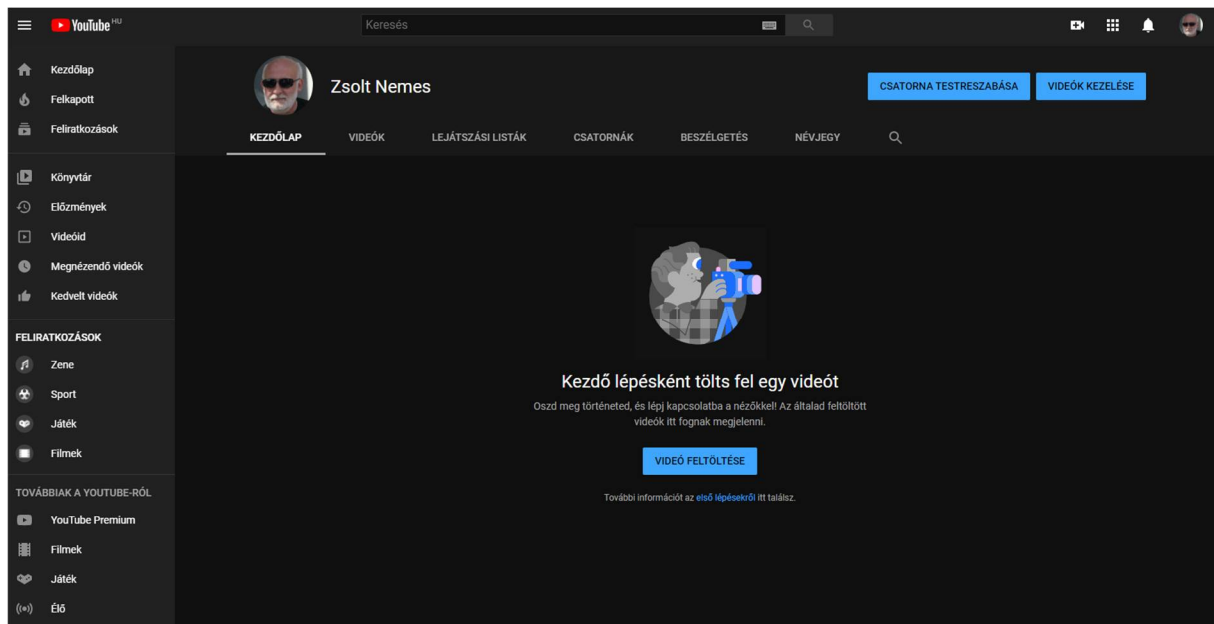 YouTube HU
Keresés
Kezdőlap
Felkapott
Feliratkozások
Könyvtár
Előzmények
Videóid
Megnézendő videók
Kedvelt videók
FELIRATKOZÁSOK
Zene
Sport
Játék
Filmek
TOVÁBBIAK A YOUTUBE-RÓL
YouTube Premium
Filmek
Játék
Élő
Zsolt Nemes
CSATORNA TESTRESZABÁSA
VIDEÓK KEZELÉSE
KEZDŐLAP VIDEÓK LEJÁTSZÁSI LISTÁK CSATORNÁK BESZÉLGETÉS NÉVJEGY
Kezdő lépésként tölts fel egy videót
Oszd meg történeted, és lépj kapcsolatba a nézőkkel! Az általad feltöltött
videók itt fognak megjelenni.
VIDEÓ FELTÖLTÉSE
További információt az első lépésekről itt találsz.